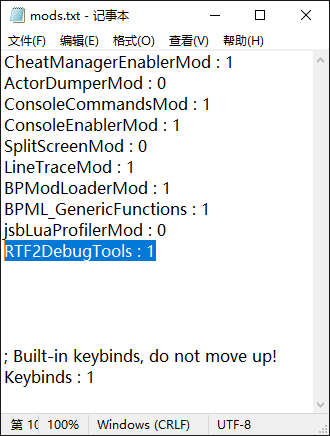 mods.txt - 记事本
文件(F) 编辑(E) 格式(O) 查看(V) 帮助(H)
CheatManagerEnablerMod : 1
ActorDumperMod : 0
ConsoleCommandsMod : 1
ConsoleEnablerMod : 1
SplitScreenMod : 0
LineTraceMod : 1
BPModLoaderMod : 1
BPML_GenericFunctions : 1
jsbLuaProfilerMod : 0
RTF2DebugTools : 1
; Built-in keybinds, do not move up!
Keybinds : 1
第 10 100% Windows (CRLF) UTF-8